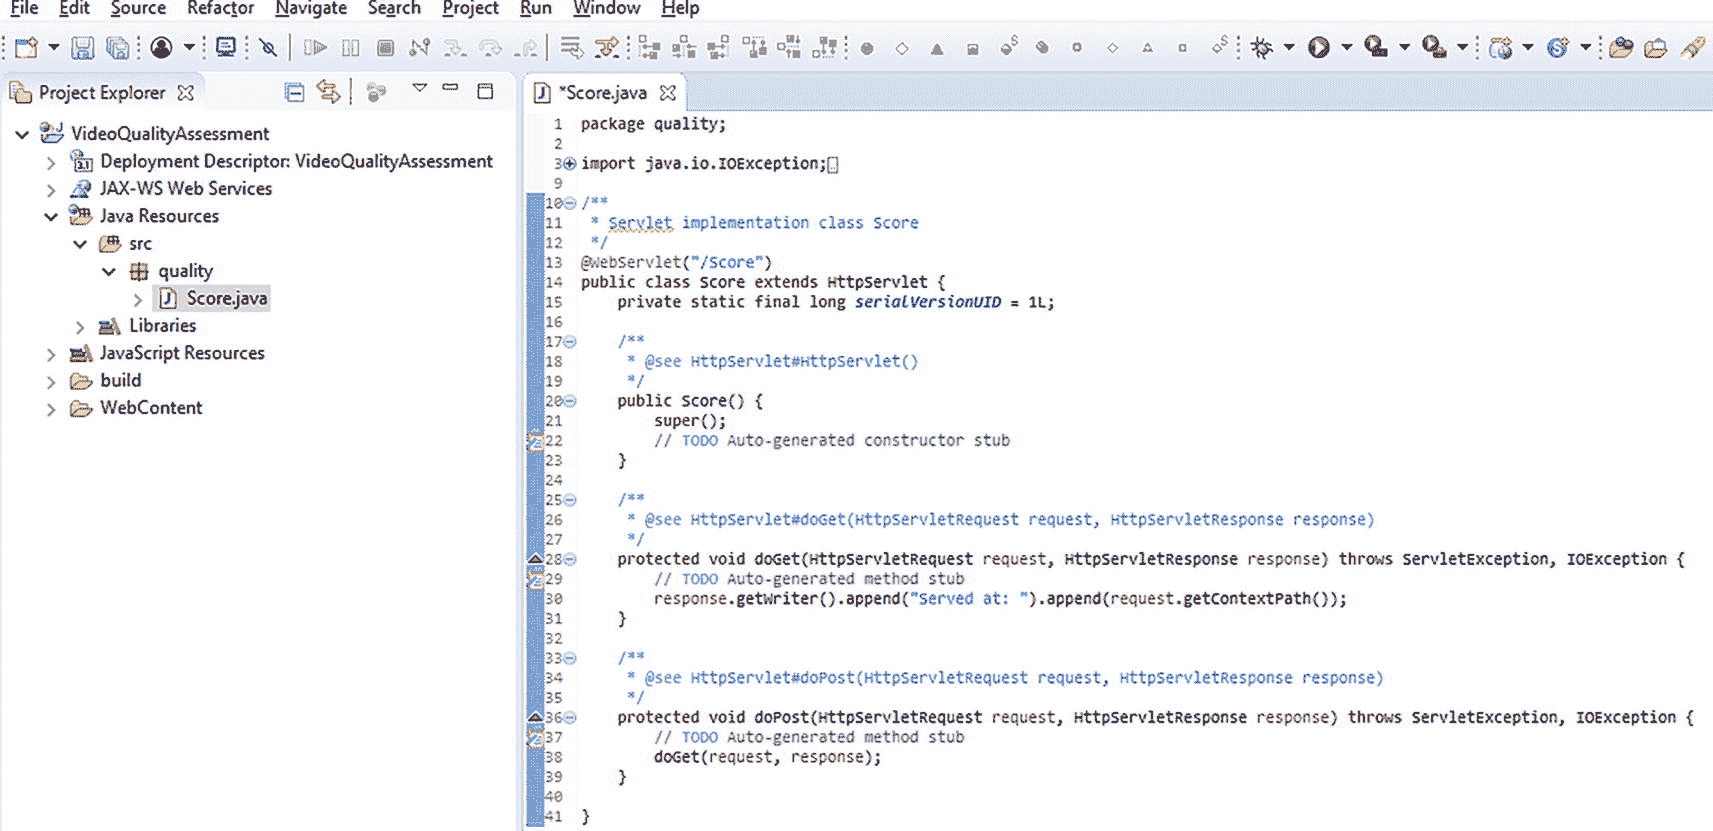 File Edit Source Refactor Navigate Search Project Run Window Help
Project Explorer
VideoQualityAssessment
Deployment Descriptor: VideoQualityAssessment
JAX-WS Web Services
Java Resources
src
quality
Score.java
Libraries
JavaScript Resources
build
WebContent
*Score.java
1 package quality;
2
3 import java.io.IOException;
9
10 /**
11 * Servlet implementation class Score
12 */
13 @WebServlet("/Score")
14 public class Score extends HttpServlet {
15 private static final long serialVersionUID = 1L;
16
17 /**
18 * @see HttpServlet#HttpServlet()
19 */
20 public Score() {
21 super();
22 // TODO Auto-generated constructor stub
23 }
24
25 /**
26 * @see HttpServlet#doGet(HttpServletRequest request, HttpServletResponse response)
27 */
28 protected void doGet(HttpServletRequest request, HttpServletResponse response) throws ServletException, IOException {
29 // TODO Auto-generated method stub
30 response.getWriter().append("Served at: ").append(request.getContextPath());
31 }
32
33 /**
34 * @see HttpServlet#doPost(HttpServletRequest request, HttpServletResponse response)
35 */
36 protected void doPost(HttpServletRequest request, HttpServletResponse response) throws ServletException, IOException {
37 // TODO Auto-generated method stub
38 doGet(request, response);
39 }
40
41 }